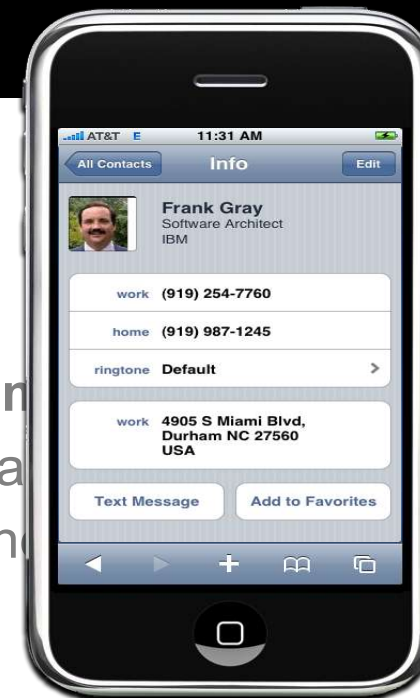 AT&T E 11:31 AM
All Contacts Info Edit
Frank Gray
Software Architect
IBM
work (919) 254-7760
home (919) 987-1245
ringtone Default
work 4905 S Miami Blvd,
Durham NC 27560
USA
Text Message Add to Favorites